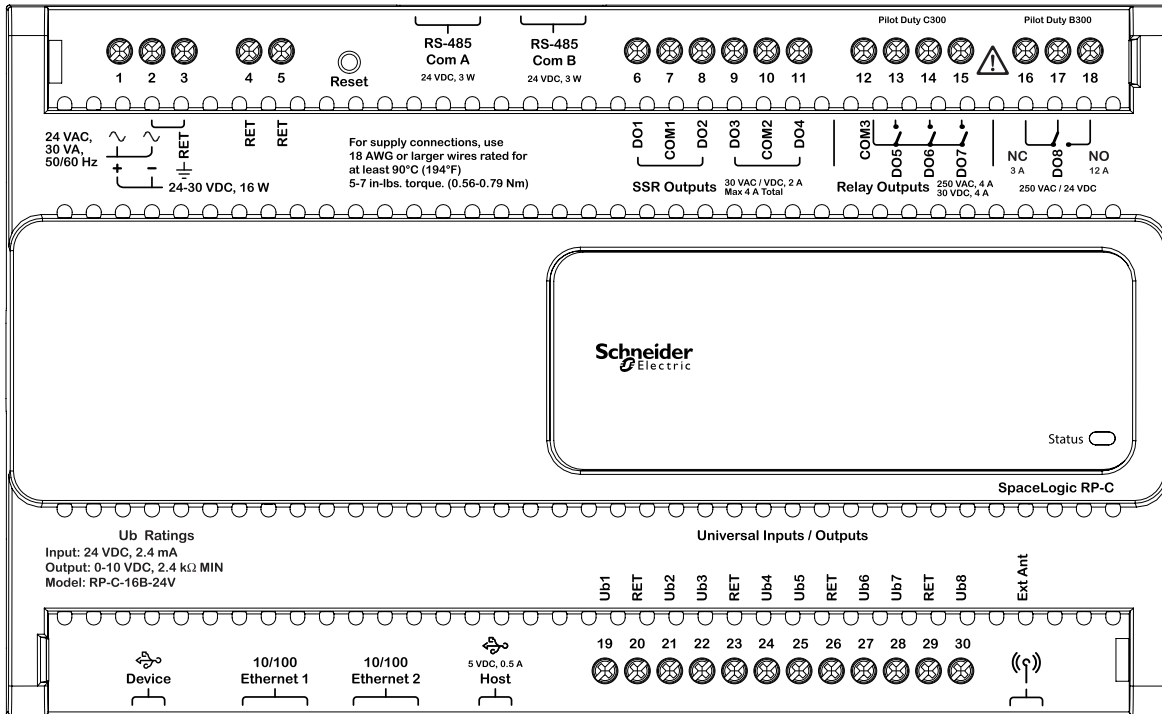 Pilot Duty C300
Pilot Duty B300
RS-485
Com A
24 VDC, 3 W
RS-485
Com B
24 VDC, 3 W
1 2 3 4 5
Reset
6 7 8 9 10 11 12 13 14 15 16 17 18
24 VAC,
30 VA,
50/60 Hz
+ −
RET
24-30 VDC, 16 W
RET
RET
For supply connections, use
18 AWG or larger wires rated for
at least 90°C (194°F)
5-7 in-lbs. torque. (0.56-0.79 Nm)
DO1
COM1
DO2
DO3
COM2
DO4
SSR Outputs
30 VAC / VDC, 2 A
Max 4 A Total
COM3
DO5
DO6
DO7
Relay Outputs
250 VAC, 4 A
30 VDC, 4 A
NC
3 A
DO8
NO
12 A
250 VAC / 24 VDC
Schneider
Electric
Status
SpaceLogic RP-C
Ub Ratings
Input: 24 VDC, 2.4 mA
Output: 0-10 VDC, 2.4 kΩ MIN
Model: RP-C-16B-24V
Universal Inputs / Outputs
Ub1
RET
Ub2
Ub3
RET
Ub4
Ub5
RET
Ub6
Ub7
RET
Ub8
Ext Ant
19 20 21 22 23 24 25 26 27 28 29 30
Device
10/100
Ethernet 1
10/100
Ethernet 2
5 VDC, 0.5 A
Host